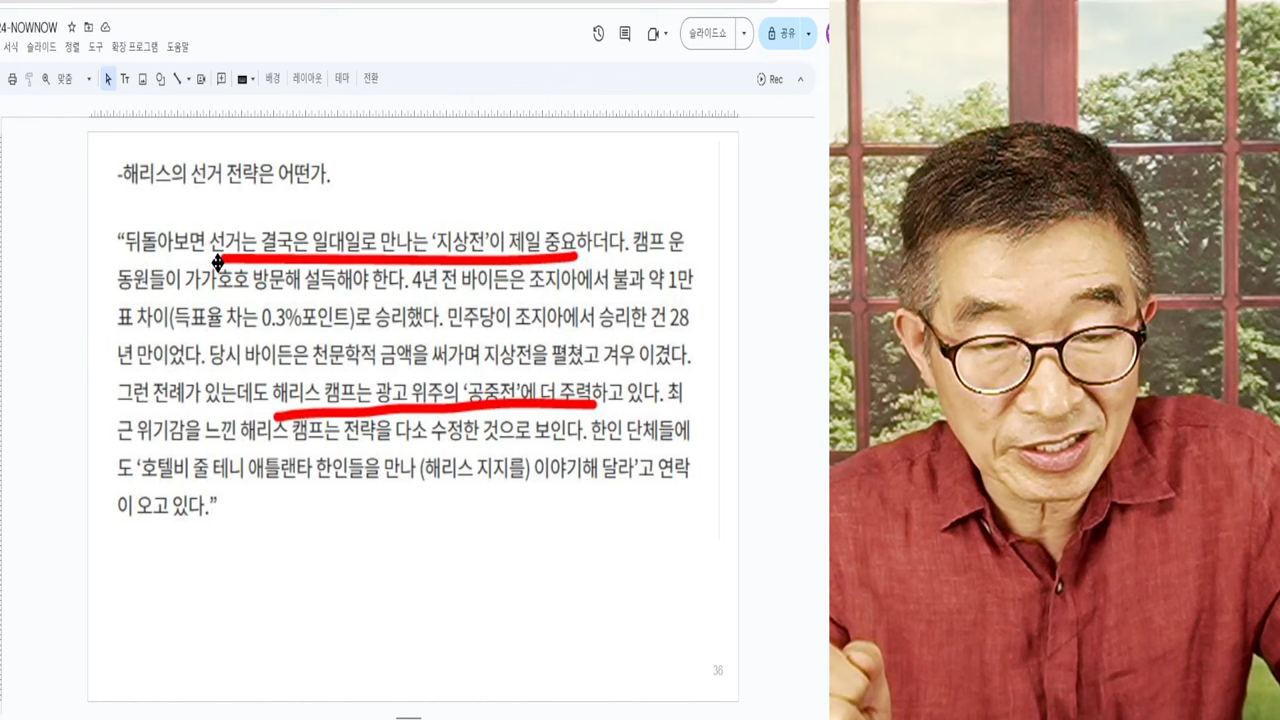 24-NOWNOW
서식 슬라이드 정렬 도구 확장 프로그램 도움말
슬라이드쇼
공유
맞춤
Tт
배경 레이아웃 테마 전환
Rec
-해리스의 선거 전략은 어떤가.
“뒤돌아보면 선거는 결국은 일대일로 만나는 ‘지상전’이 제일 중요하더다. 캠프 운
동원들이 가가호호 방문해 설득해야 한다. 4년 전 바이든은 조지아에서 불과 약 1만
표 차이(득표율 차는 0.3%포인트)로 승리했다. 민주당이 조지아에서 승리한 건 28
년 만이었다. 당시 바이든은 천문학적 금액을 써가며 지상전을 펼쳤고 겨우 이겼다.
그런 전례가 있는데도 해리스 캠프는 광고 위주의 ‘공중전’에 더 주력하고 있다. 최
근 위기감을 느낀 해리스 캠프는 전략을 다소 수정한 것으로 보인다. 한인 단체들에
도 ‘호텔비 줄 테니 애틀랜타 한인들을 만나 (해리스 지지를) 이야기해 달라’고 연락
이 오고 있다.”
36